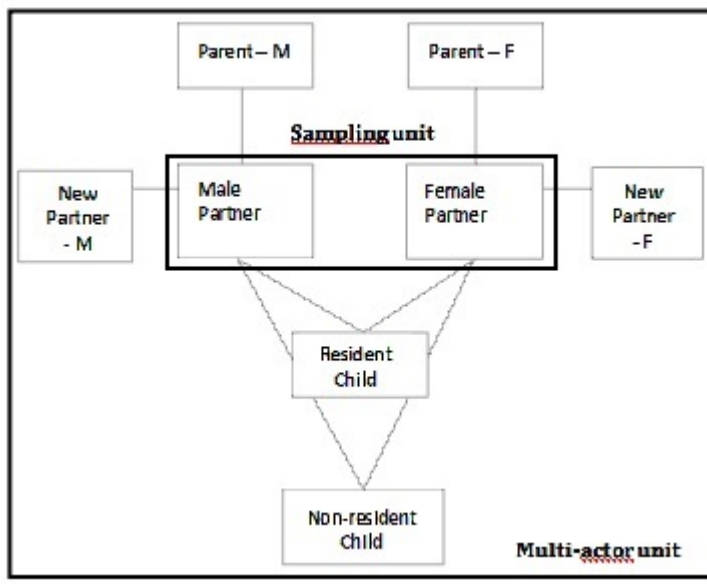 Parent – M
Parent – F
Sampling unit
New
Partner
- M
Male
Partner
Female
Partner
New
Partner
-F
Resident
Child
Non-resident
Child
Multi-actor unit